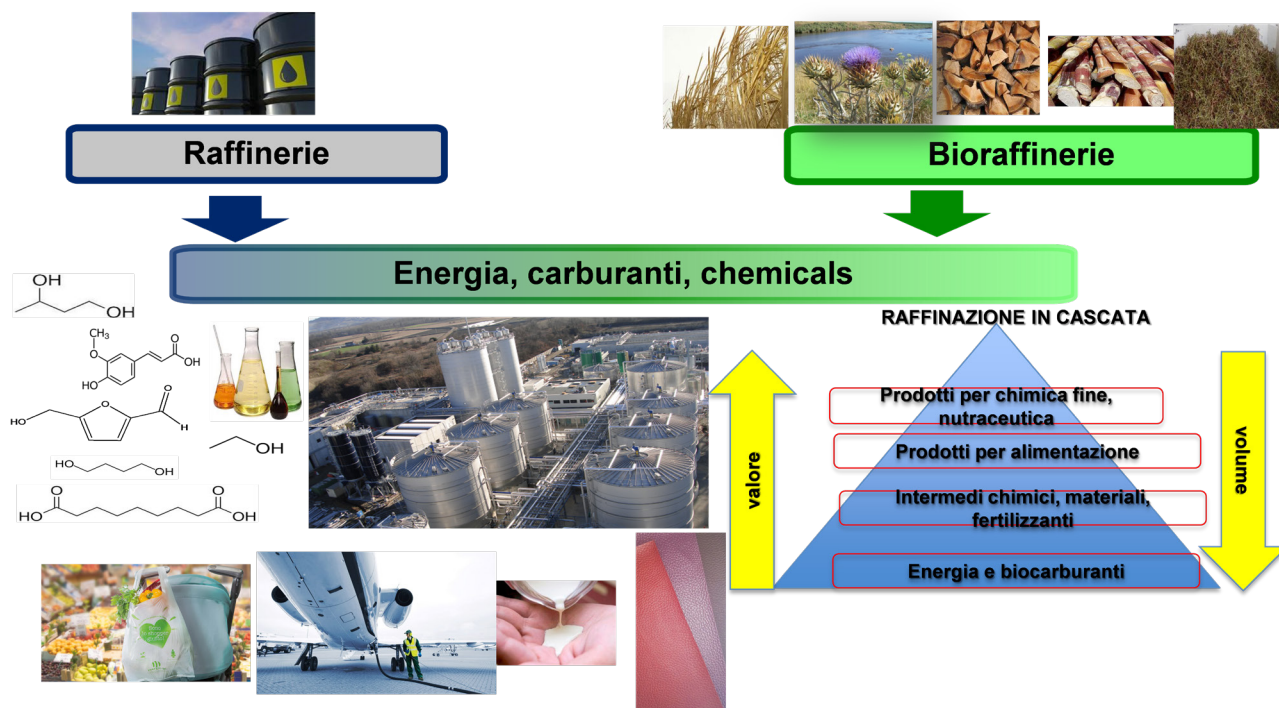 Raffinerie
Bioraffinerie
Energia, carburanti, chemicals
OH
OH
CH₃
O
O
OH
HO
O
O
HO
H
OH
HO
OH
O
O
HO
OH
RAFFINAZIONE IN CASCATA
valore
Prodotti per chimica fine,
nutraceutica
Prodotti per alimentazione
Intermedi chimici, materiali,
fertilizzanti
Energia e biocarburanti
volume